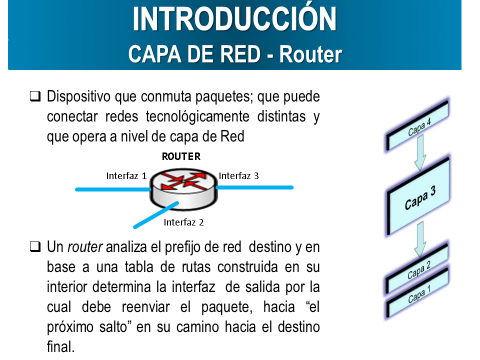 INTRODUCCIÓN
CAPA DE RED - Router
❑ Dispositivo que conmuta paquetes; que puede
conectar redes tecnológicamente distintas y
que opera a nivel de capa de Red
ROUTER
Interfaz 1
Interfaz 3
Interfaz 2
❑ Un router analiza el prefijo de red destino y en
base a una tabla de rutas construida en su
interior determina la interfaz de salida por la
cual debe reenviar el paquete, hacia “el
próximo salto” en su camino hacia el destino
final.
Capa 4
Capa 3
Capa 2
Capa 1